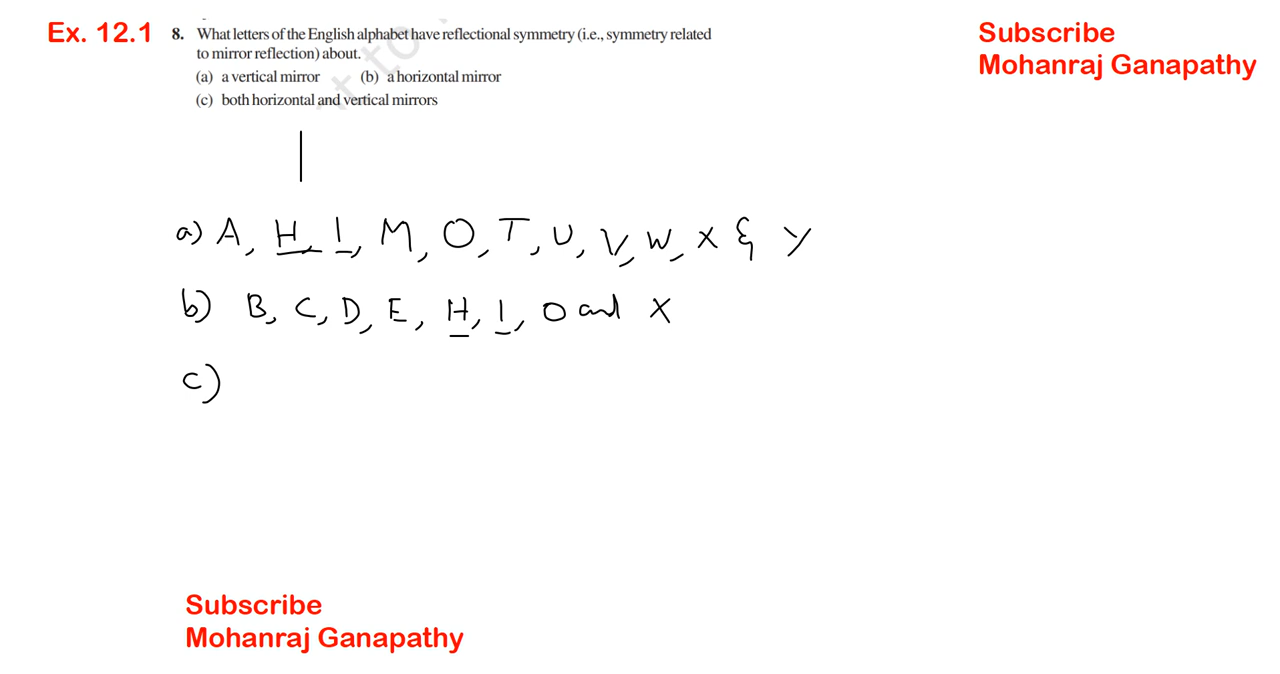 Ex. 12.1
8. What letters of the English alphabet have reflectional symmetry (i.e., symmetry related
to mirror reflection) about.
(a) a vertical mirror (b) a horizontal mirror
(c) both horizontal and vertical mirrors
Subscribe
Mohanraj Ganapathy
a) A, H, I, M, O, T, U, V, W, X & Y
b) B, C, D, E, H, I, O and X
c)
Subscribe
Mohanraj Ganapathy